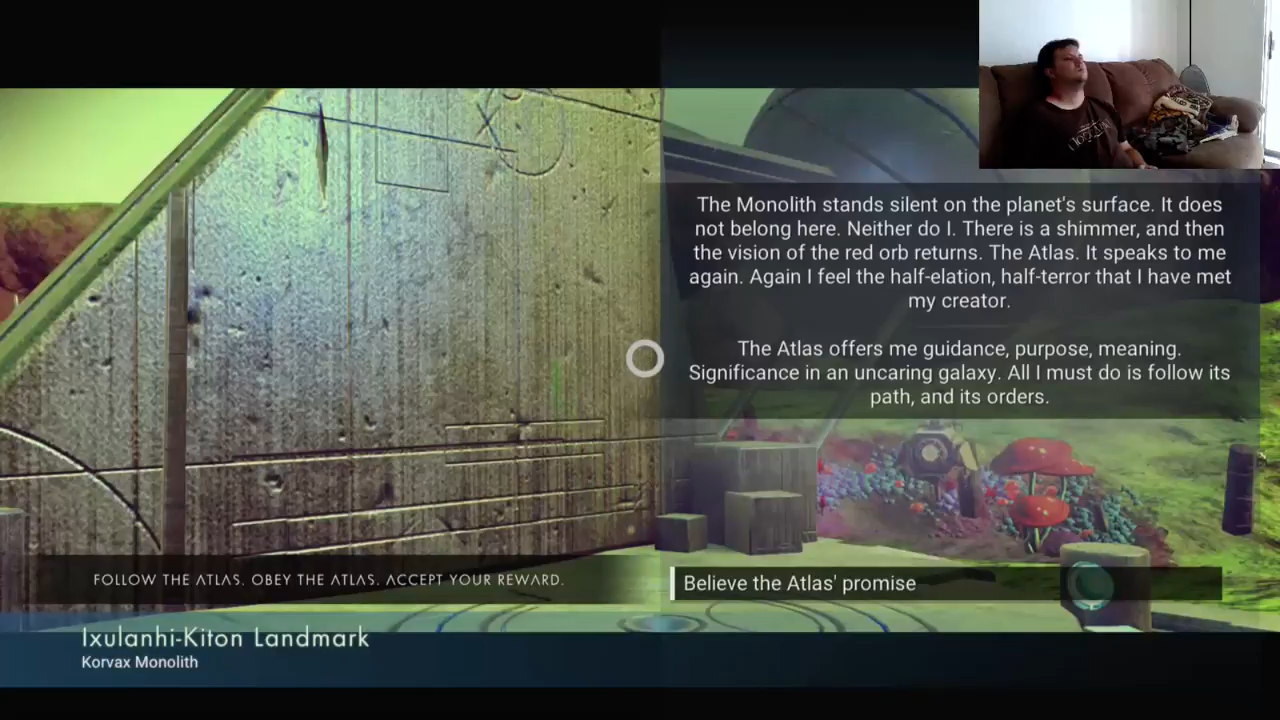 The Monolith stands silent on the planet's surface. It does
not belong here. Neither do I. There is a shimmer, and then
the vision of the red orb returns. The Atlas. It speaks to me
again. Again I feel the half-elation, half-terror that I have met
my creator.
The Atlas offers me guidance, purpose, meaning.
Significance in an uncaring galaxy. All I must do is follow its
path, and its orders.
FOLLOW THE ATLAS. OBEY THE ATLAS. ACCEPT YOUR REWARD.
Believe the Atlas' promise
Ixulanhi-Kiton Landmark
Korvax Monolith